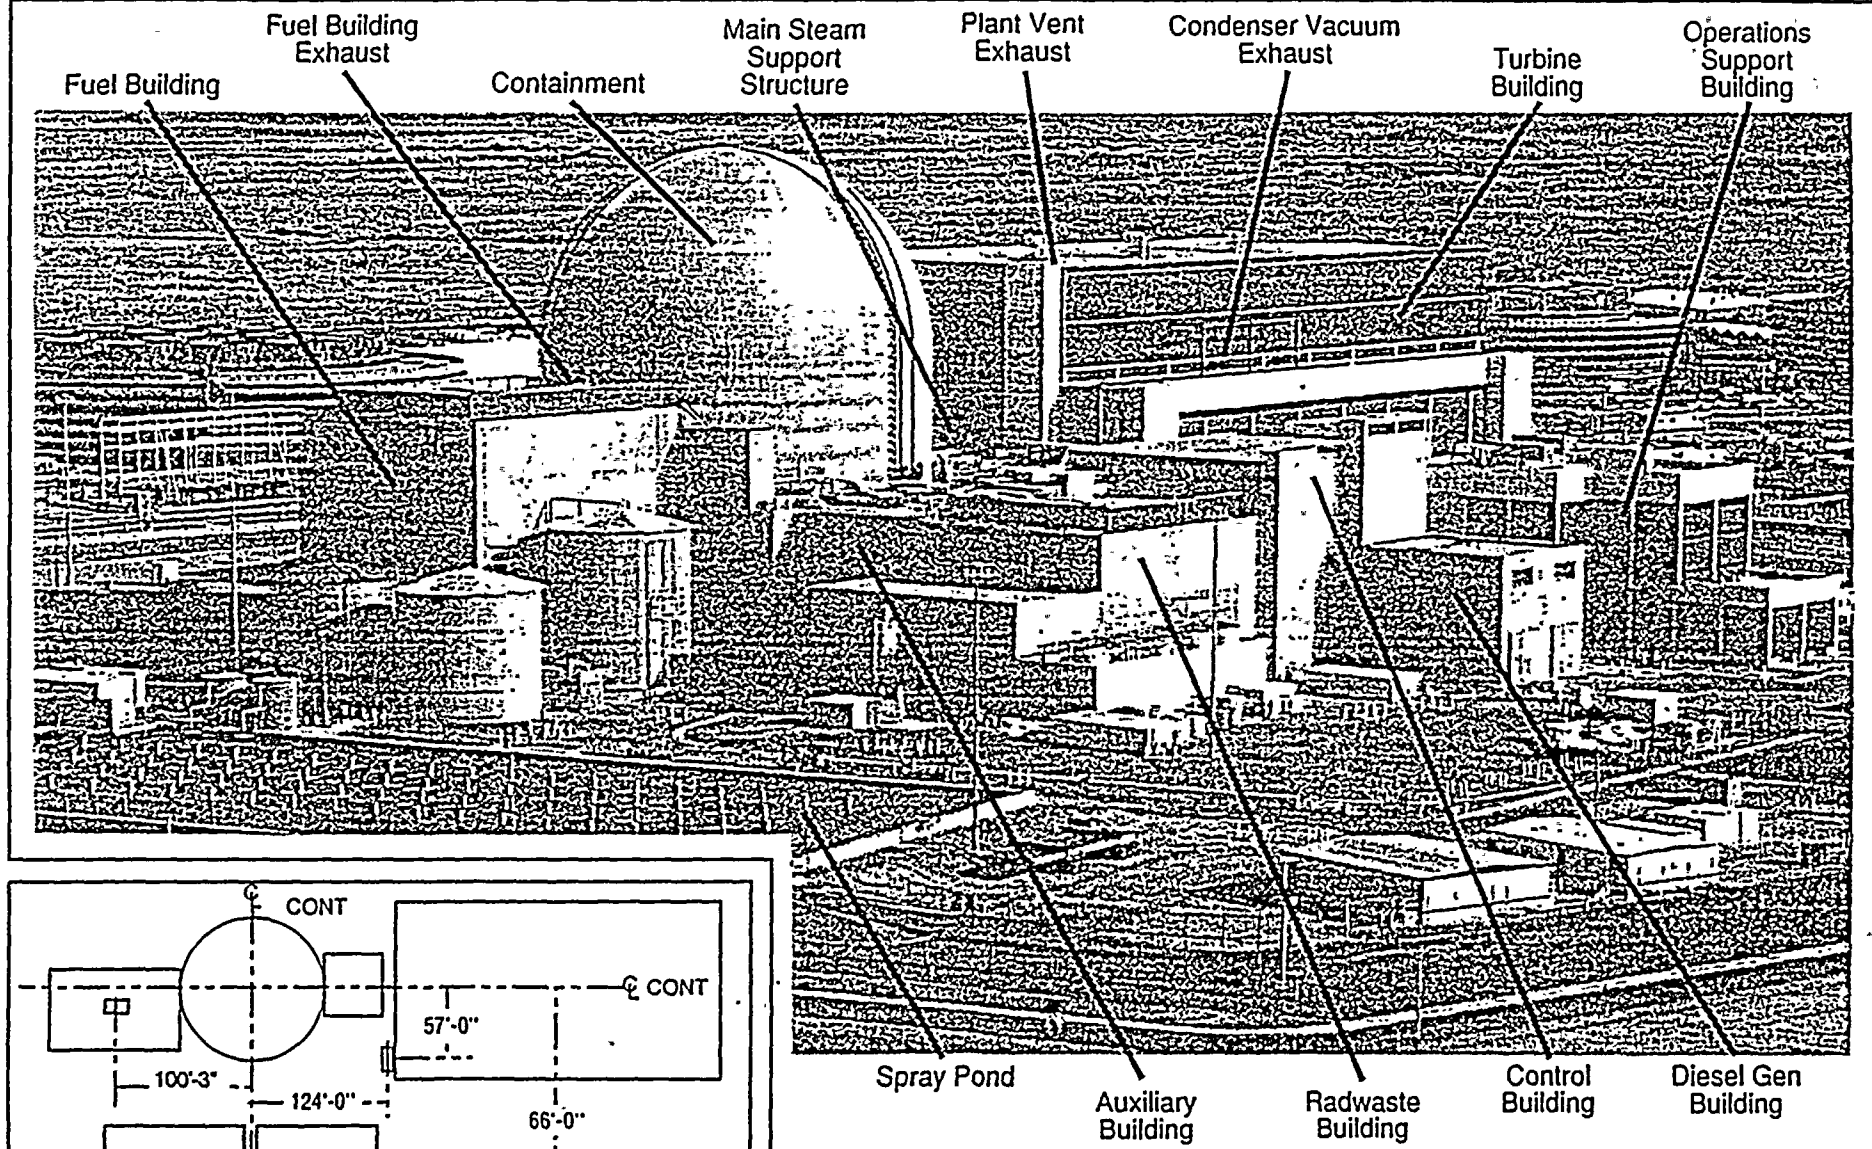 Fuel Building
Fuel Building
Exhaust
Containment
Main Steam
Support
Structure
Plant Vent
Exhaust
Condenser Vacuum
Exhaust
Turbine
Building
Operations
Support
Building
℄
CONT
℄ CONT
57'-0"
100'-3"
124'-0"
66'-0"
Spray Pond
Auxiliary
Building
Radwaste
Building
Control
Building
Diesel Gen
Building